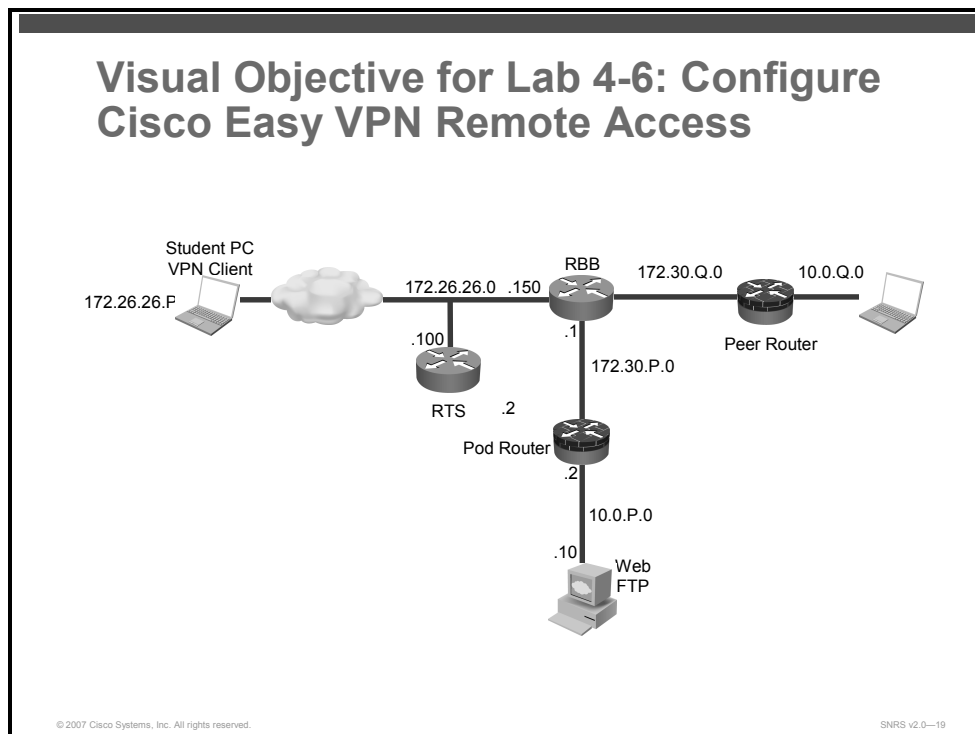 Visual Objective for Lab 4-6: Configure
Cisco Easy VPN Remote Access
Student PC
VPN Client
172.26.26.P
172.26.26.0
.150
RBB
172.30.Q.0
10.0.Q.0
Peer Router
.1
.100
172.30.P.0
RTS
.2
Pod Router
.2
10.0.P.0
.10
Web
FTP
© 2007 Cisco Systems, Inc. All rights reserved.
SNRS v2.0—19